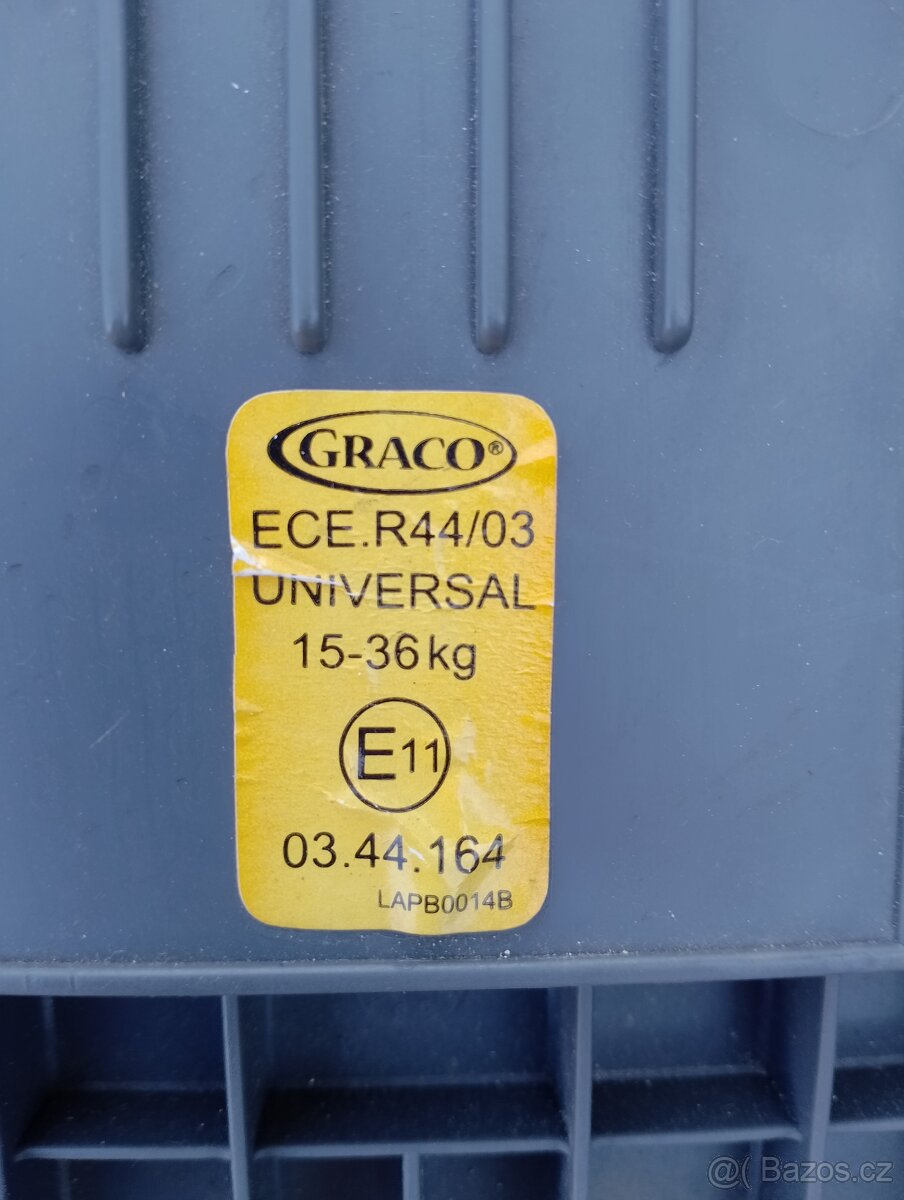 GRACO®
ECE.R44/03
UNIVERSAL
15-36kg
E11
03.44.164
LAPB0014B
@( Bazos.cz